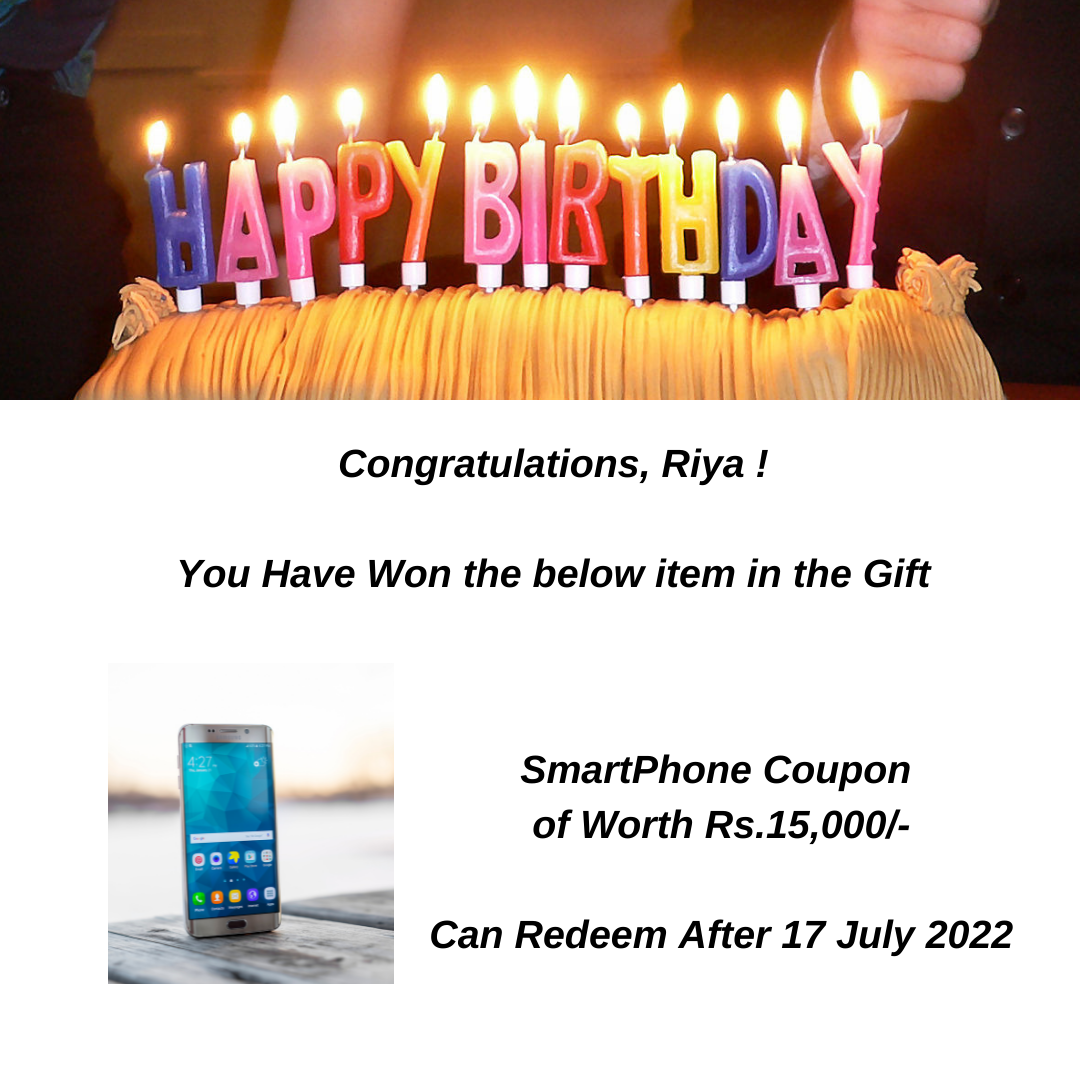 HAPPY BIRTHDAY
Congratulations, Riya !
You Have Won the below item in the Gift
4:27
SmartPhone Coupon
of Worth Rs.15,000/-
Can Redeem After 17 July 2022